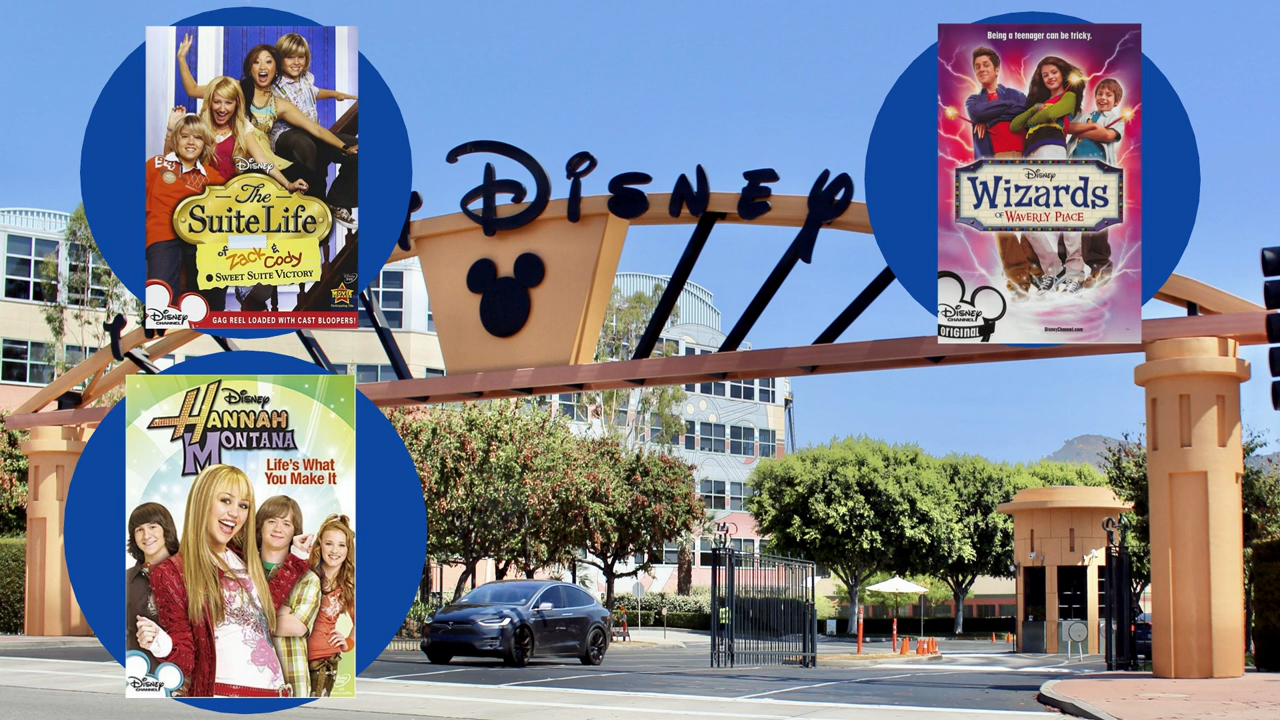 Disney
The
Suite Life
of Zack & Cody
SWEET SUITE VICTORY
Disney
CHANNEL
GAG REEL LOADED WITH CAST BLOOPERS!
Being a teenager can be tricky.
Disney
Wizards
OF WAVERLY PLACE
Disney
CHANNEL
ORIGINAL
DisneyChannel.com
Disney
Disney
HANNAH
MONTANA
Life's What
You Make It
Disney
CHANNEL